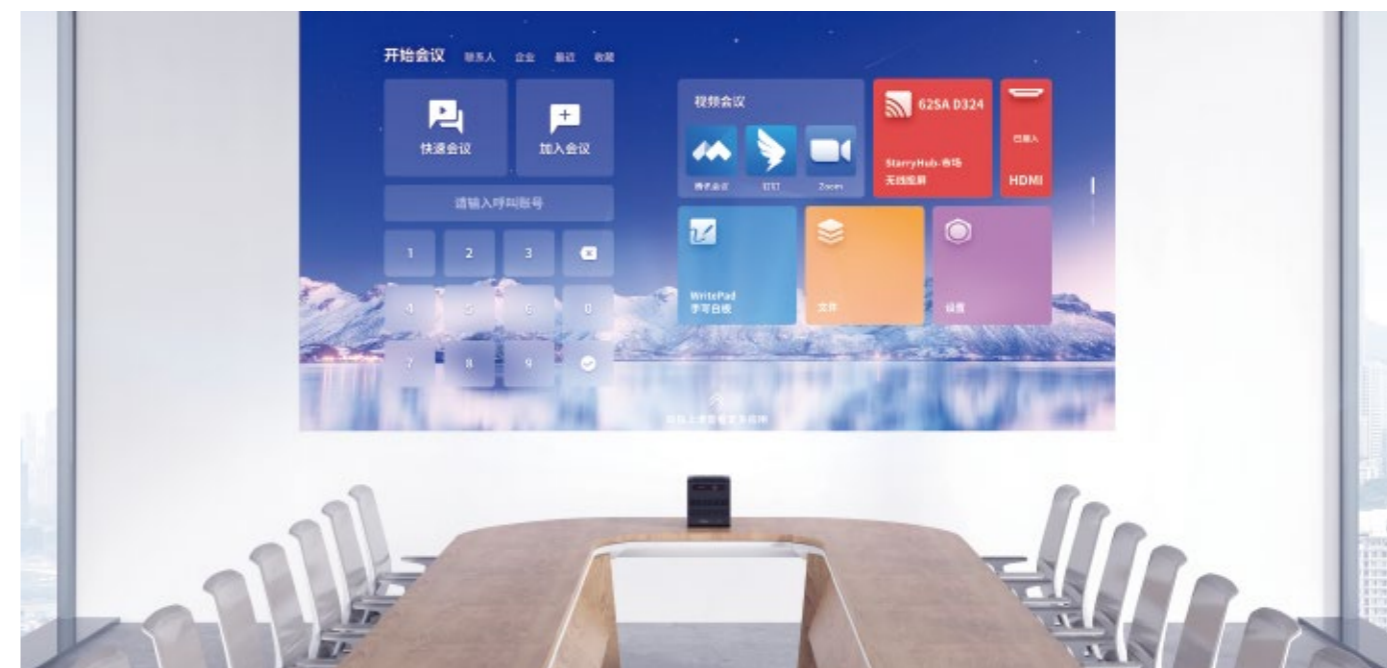 开始会议 联系人 企业 最近 收藏
快速会议
加入会议
请输入呼叫账号
1 2 3
4 5 6 0
7 8 9
视频会议
腾讯会议 钉钉 Zoom
62SA D324
StarryHub-市场
无线投屏
已接入
HDMI
WritePad
手写白板
文件
设置